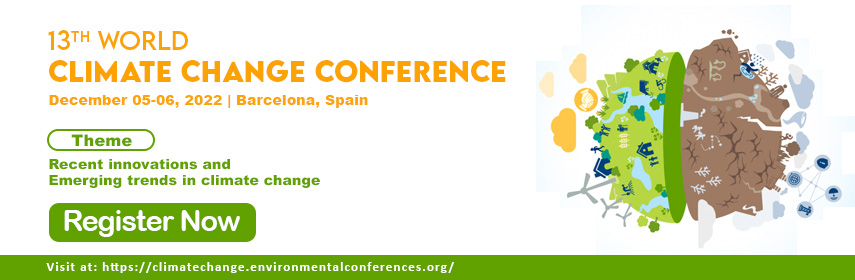 13TH WORLD
CLIMATE CHANGE CONFERENCE
December 05-06, 2022 | Barcelona, Spain
Theme
Recent innovations and
Emerging trends in climate change
Register Now
Visit at: https://climatechange.environmentalconferences.org/